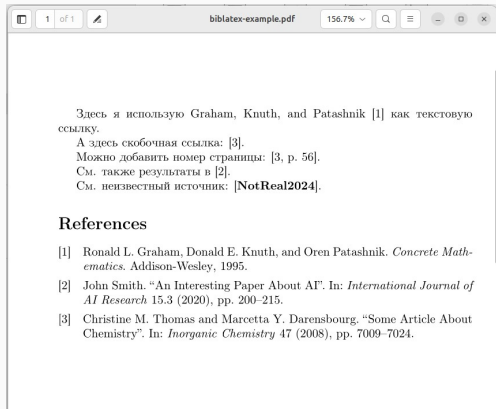 1 of 1
biblatex-example.pdf
156.7%
Здесь я использую Graham, Knuth, and Patashnik [1] как текстовую
ссылку.
А здесь скобочная ссылка: [3].
Можно добавить номер страницы: [3, p. 56].
См. также результаты в [2].
См. неизвестный источник: [NotReal2024].
References
[1] Ronald L. Graham, Donald E. Knuth, and Oren Patashnik. Concrete Math-
ematics. Addison-Wesley, 1995.
[2] John Smith. “An Interesting Paper About AI”. In: International Journal of
AI Research 15.3 (2020), pp. 200–215.
[3] Christine M. Thomas and Marcetta Y. Darensbourg. “Some Article About
Chemistry”. In: Inorganic Chemistry 47 (2008), pp. 7009–7024.